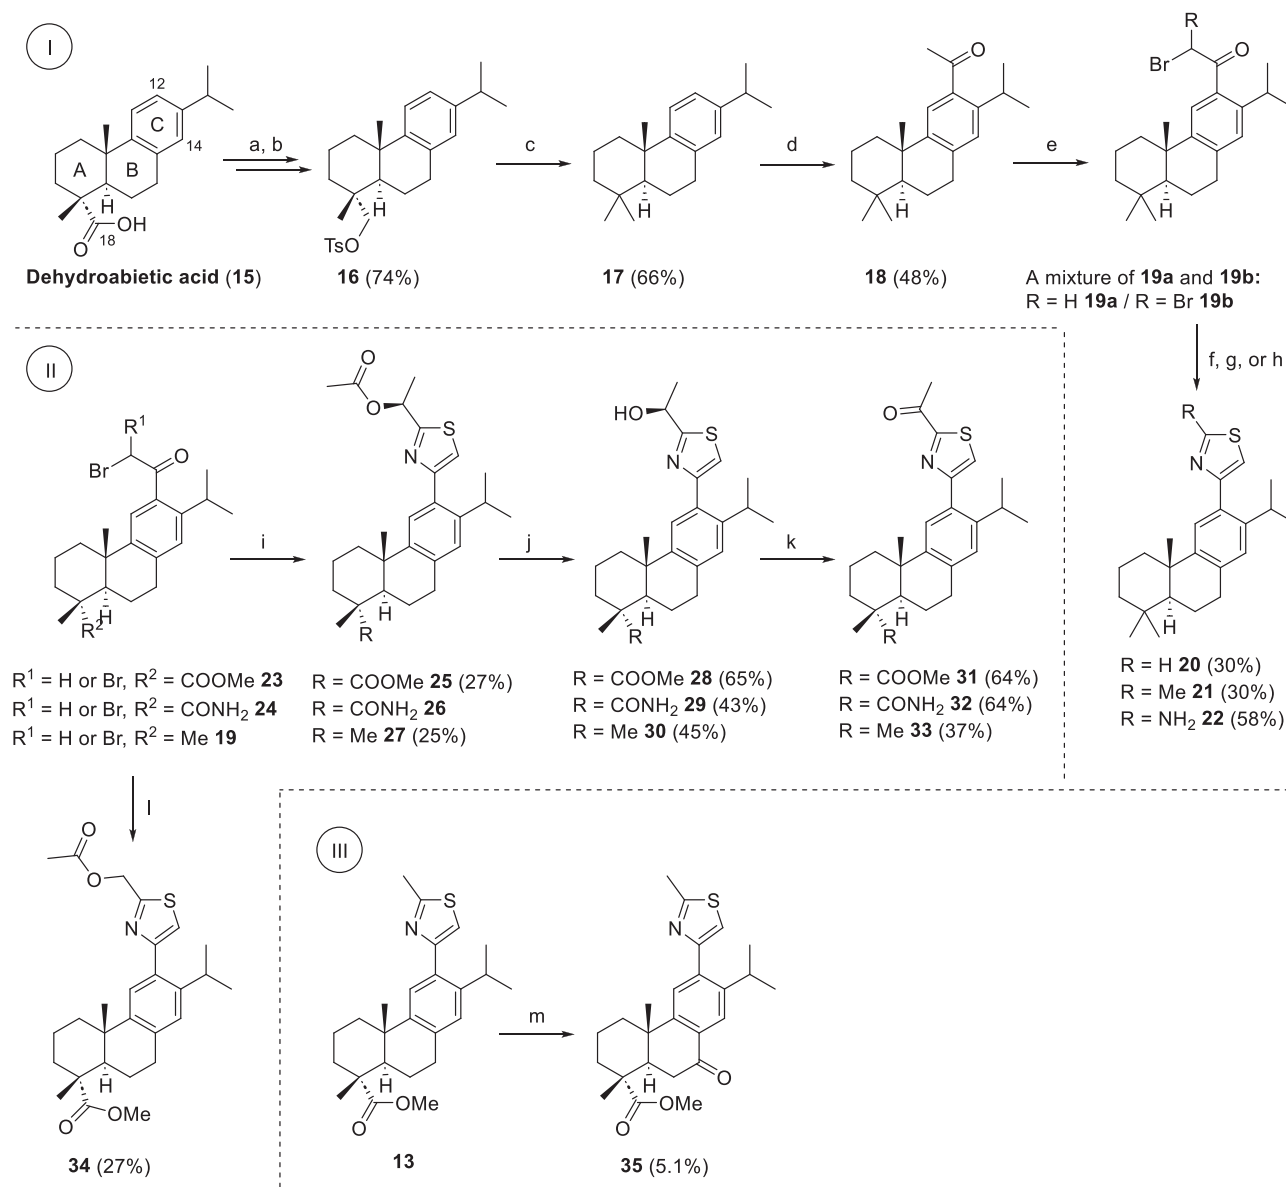 I
12
C
14
A
B
H
OH
O
18
Dehydroabietic acid (15)
a, b
H
TsO
16 (74%)
c
H
17 (66%)
d
O
H
18 (48%)
e
R
Br
O
H
A mixture of 19a and 19b:
R = H 19a / R = Br 19b
f, g, or h
R
S
N
H
R = H 20 (30%)
R = Me 21 (30%)
R = NH₂ 22 (58%)
II
R¹
Br
O
H
R²
R¹ = H or Br, R² = COOMe 23
R¹ = H or Br, R² = CONH₂ 24
R¹ = H or Br, R² = Me 19
i
O
O
S
N
H
R
R = COOMe 25 (27%)
R = CONH₂ 26
R = Me 27 (25%)
j
HO
S
N
H
R
R = COOMe 28 (65%)
R = CONH₂ 29 (43%)
R = Me 30 (45%)
k
O
S
N
H
R
R = COOMe 31 (64%)
R = CONH₂ 32 (64%)
R = Me 33 (37%)
l
O
O
S
N
H
OMe
O
34 (27%)
III
S
N
H
OMe
O
13
m
S
N
H
O
OMe
O
35 (5.1%)